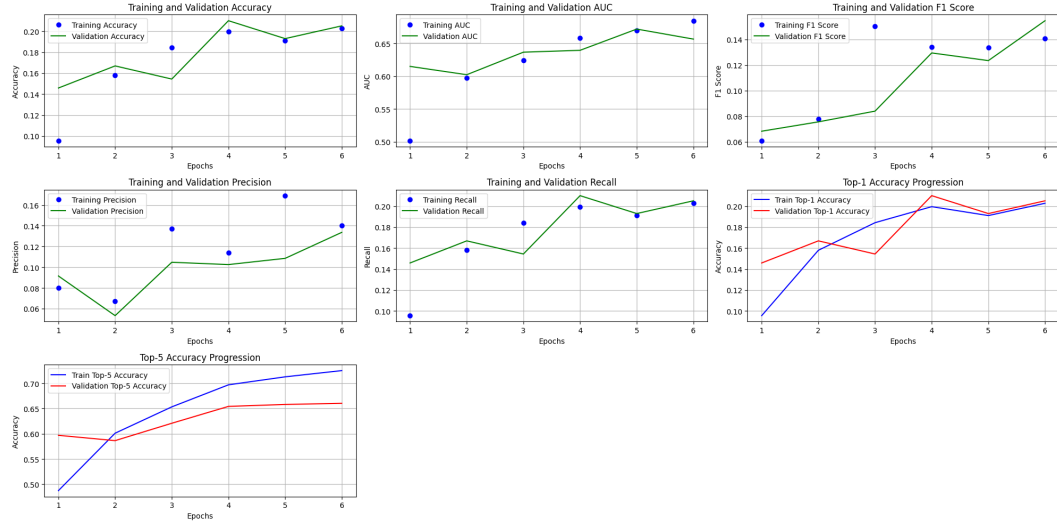 Training and Validation Accuracy
Training Accuracy
Validation Accuracy
Accuracy
0.20
0.18
0.16
0.14
0.12
0.10
1 2 3 4 5 6
Epochs
Training and Validation AUC
Training AUC
Validation AUC
AUC
0.65
0.60
0.55
0.50
1 2 3 4 5 6
Epochs
Training and Validation F1 Score
Training F1 Score
Validation F1 Score
F1 Score
0.14
0.12
0.10
0.08
0.06
1 2 3 4 5 6
Epochs
Training and Validation Precision
Training Precision
Validation Precision
Precision
0.16
0.14
0.12
0.10
0.08
0.06
1 2 3 4 5 6
Epochs
Training and Validation Recall
Training Recall
Validation Recall
Recall
0.20
0.18
0.16
0.14
0.12
0.10
1 2 3 4 5 6
Epochs
Top-1 Accuracy Progression
Train Top-1 Accuracy
Validation Top-1 Accuracy
Accuracy
0.20
0.18
0.16
0.14
0.12
0.10
1 2 3 4 5 6
Epochs
Top-5 Accuracy Progression
Train Top-5 Accuracy
Validation Top-5 Accuracy
Accuracy
0.70
0.65
0.60
0.55
0.50
1 2 3 4 5 6
Epochs